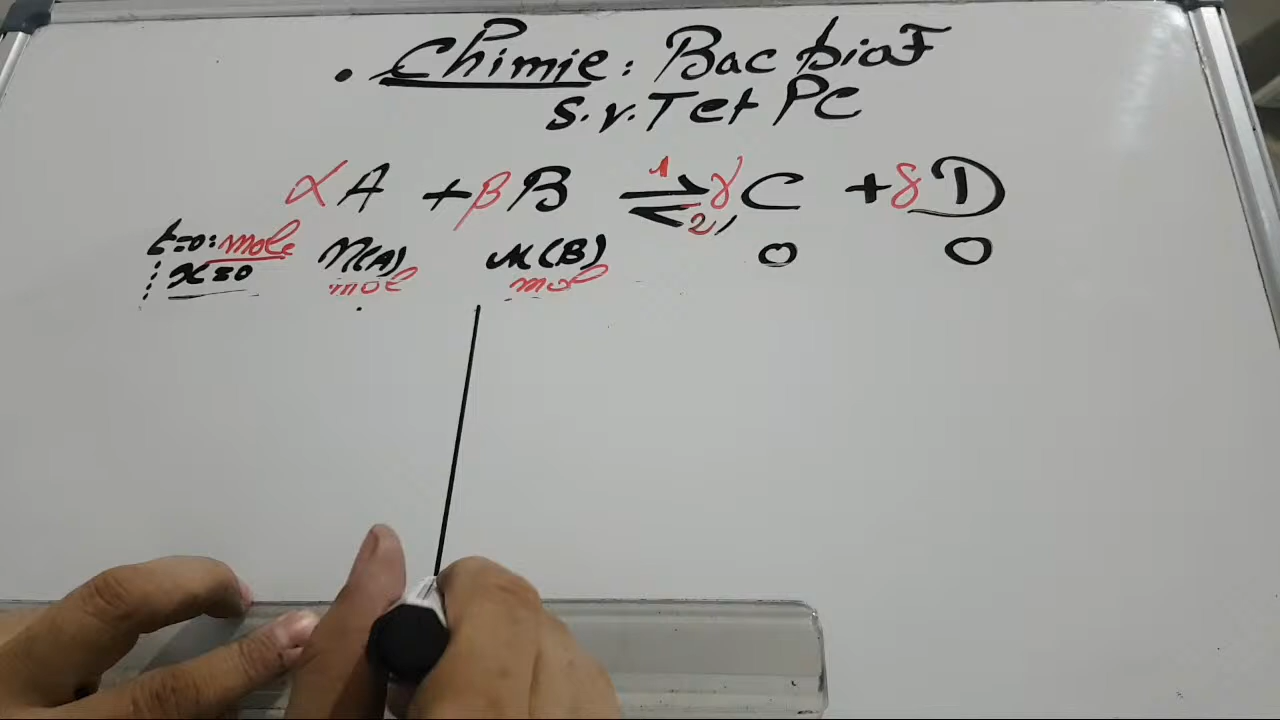 • Chimie: Bac biof
S.V.T et PC
αA + βB ⇌ γC + δD
1
2
t=0: mole n(A) n(B) 0 0
x=0 mol mol